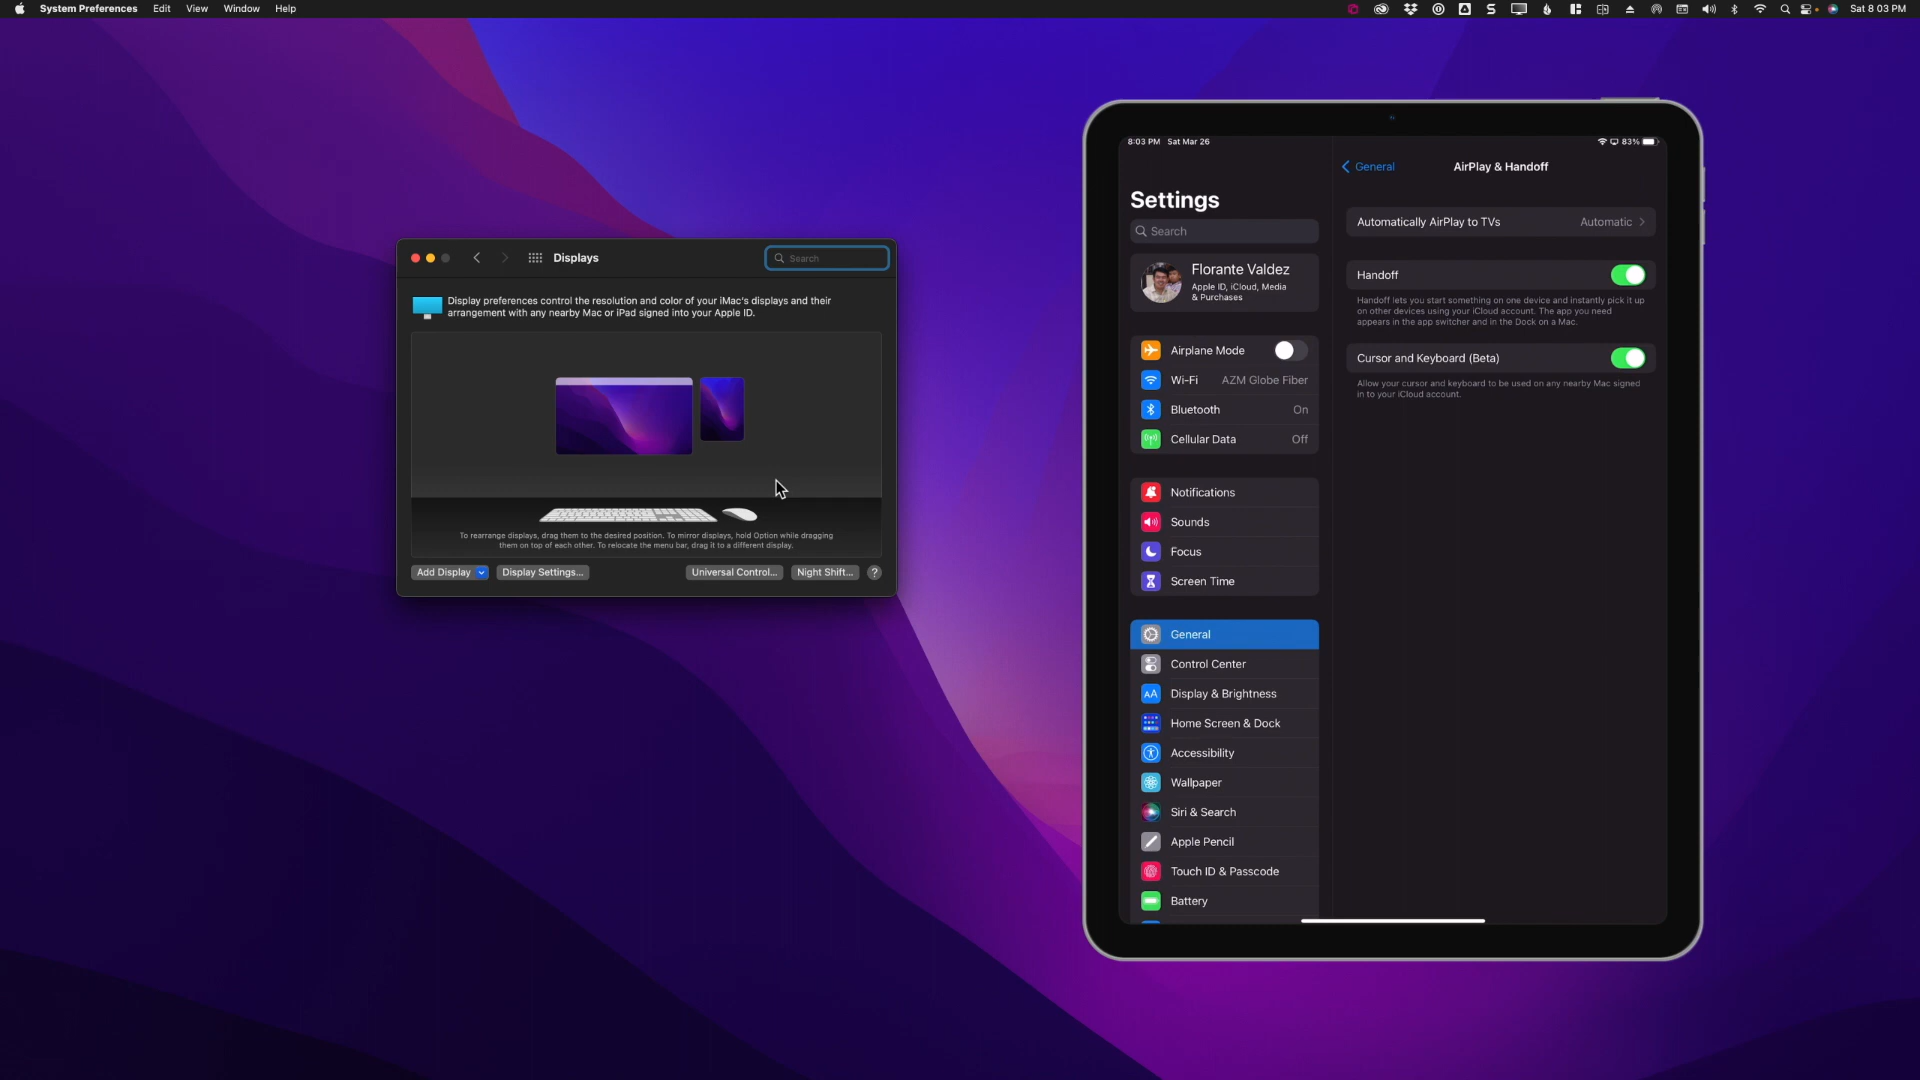 System Preferences Edit View Window Help
Sat 8 03 PM
Displays
Search
Display preferences control the resolution and color of your iMac's displays and their
arrangement with any nearby Mac or iPad signed into your Apple ID.
To rearrange displays, drag them to the desired position. To mirror displays, hold Option while dragging
them on top of each other. To relocate the menu bar, drag it to a different display.
Add Display
Display Settings...
Universal Control...
Night Shift...
?
8:03 PM Sat Mar 26
83%
Settings
Search
Florante Valdez
Apple ID, iCloud, Media
& Purchases
Airplane Mode
Wi-Fi AZM Globe Fiber
Bluetooth On
Cellular Data Off
Notifications
Sounds
Focus
Screen Time
General
Control Center
AA Display & Brightness
Home Screen & Dock
Accessibility
Wallpaper
Siri & Search
Apple Pencil
Touch ID & Passcode
Battery
General
AirPlay & Handoff
Automatically AirPlay to TVs Automatic
Handoff
Handoff lets you start something on one device and instantly pick it up
on other devices using your iCloud account. The app you need
appears in the app switcher and in the Dock on a Mac.
Cursor and Keyboard (Beta)
Allow your cursor and keyboard to be used on any nearby Mac signed
in to your iCloud account.